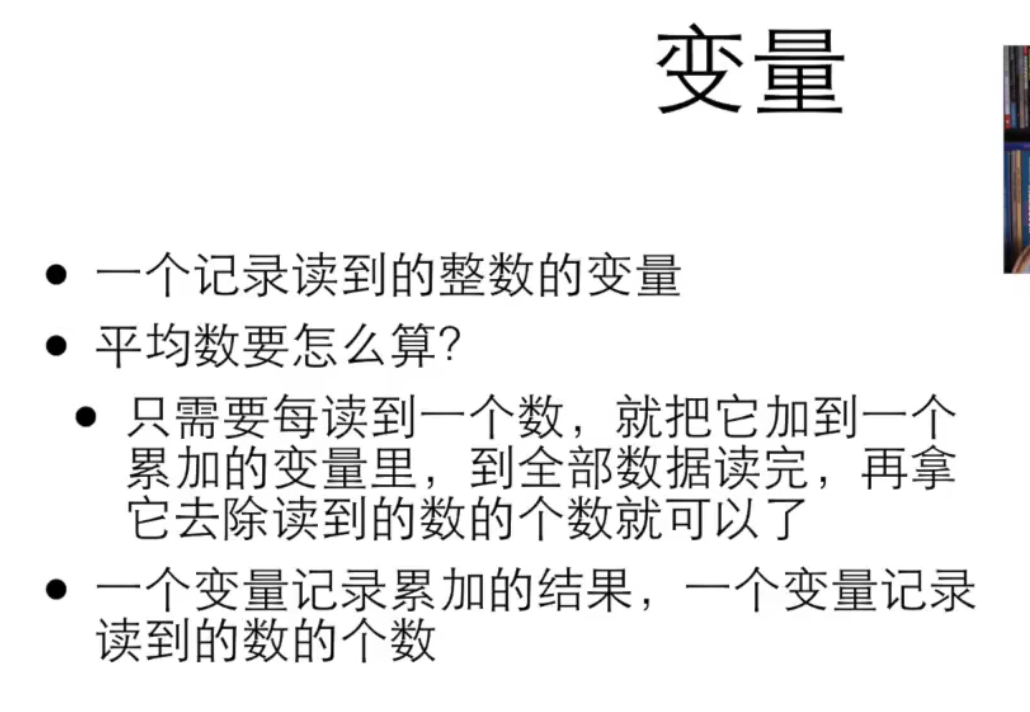 变量
● 一个记录读到的整数的变量
● 平均数要怎么算？
● 只需要每读到一个数，就把它加到一个
累加的变量里，到全部数据读完，再拿
它去除读到的数的个数就可以了
● 一个变量记录累加的结果，一个变量记录
读到的数的个数